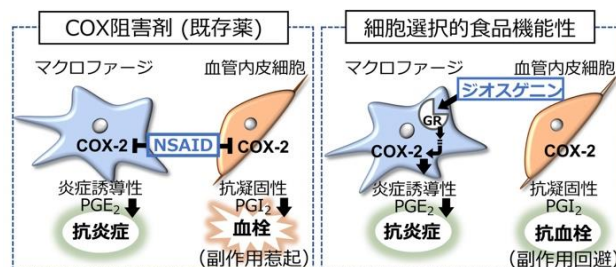 COX阻害剤 (既存薬)
マクロファージ
血管内皮細胞
COX-2
NSAID
COX-2
炎症誘導性
PGE2
抗炎症
抗凝固性
PGI2
血栓
(副作用惹起)
細胞選択的食品機能性
マクロファージ
血管内皮細胞
ジオスゲニン
GR
COX-2
COX-2
炎症誘導性
PGE2
抗炎症
抗凝固性
PGI2
抗血栓
(副作用回避)